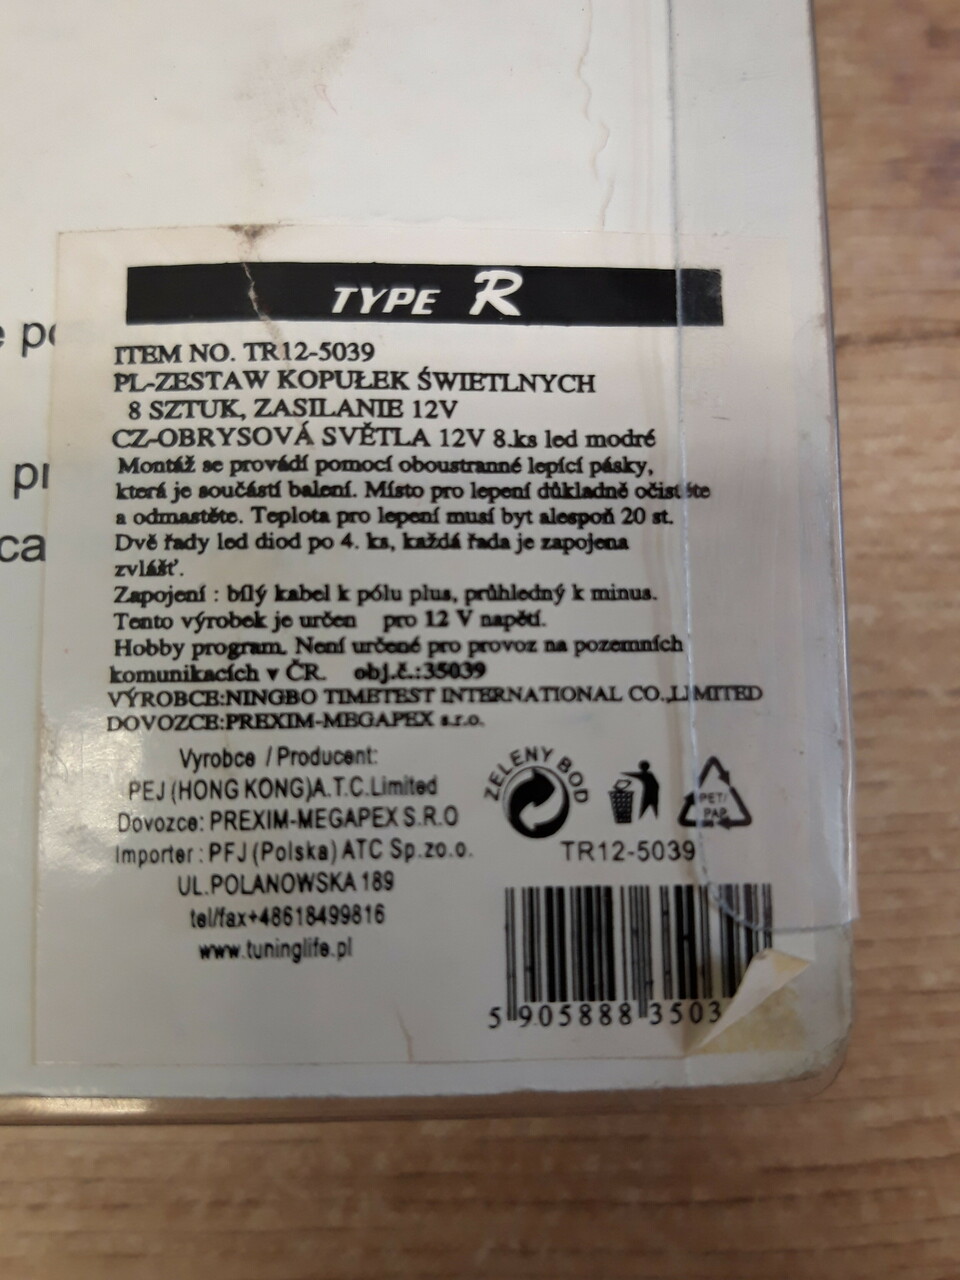 e po
pr
ca
TYPE R
ITEM NO. TR12-5039
PL-ZESTAW KOPUŁEK ŚWIETLNYCH
8 SZTUK, ZASILANIE 12V
CZ-OBRYSOVÁ SVĚTLA 12V 8.ks led modré
Montáž se provádí pomocí oboustranné lepící pásky,
která je součástí balení. Místo pro lepení důkladně očistěte
a odmastěte. Teplota pro lepení musí byt alespoň 20 st.
Dvě řady led diod po 4. ks, každá řada je zapojena
zvlášť.
Zapojení : bílý kabel k pólu plus, průhledný k minus.
Tento výrobek je určen pro 12 V napětí.
Hobby program. Není určené pro provoz na pozemních
komunikacích v ČR. obj.č.:35039
VÝROBCE:NINGBO TIMETEST INTERNATIONAL CO.,LIMITED
DOVOZCE:PREXIM-MEGAPEX s.r.o.
Vyrobce / Producent:
PEJ (HONG KONG)A.T.C.Limited
Dovozce: PREXIM-MEGAPEX S.R.O
Importer : PFJ (Polska) ATC Sp.zo.o.
UL.POLANOWSKA 189
tel/fax+48618499816
www.tuninglife.pl
ZELENY BOD
PET/
PAP
TR12-5039
5 905888 3503